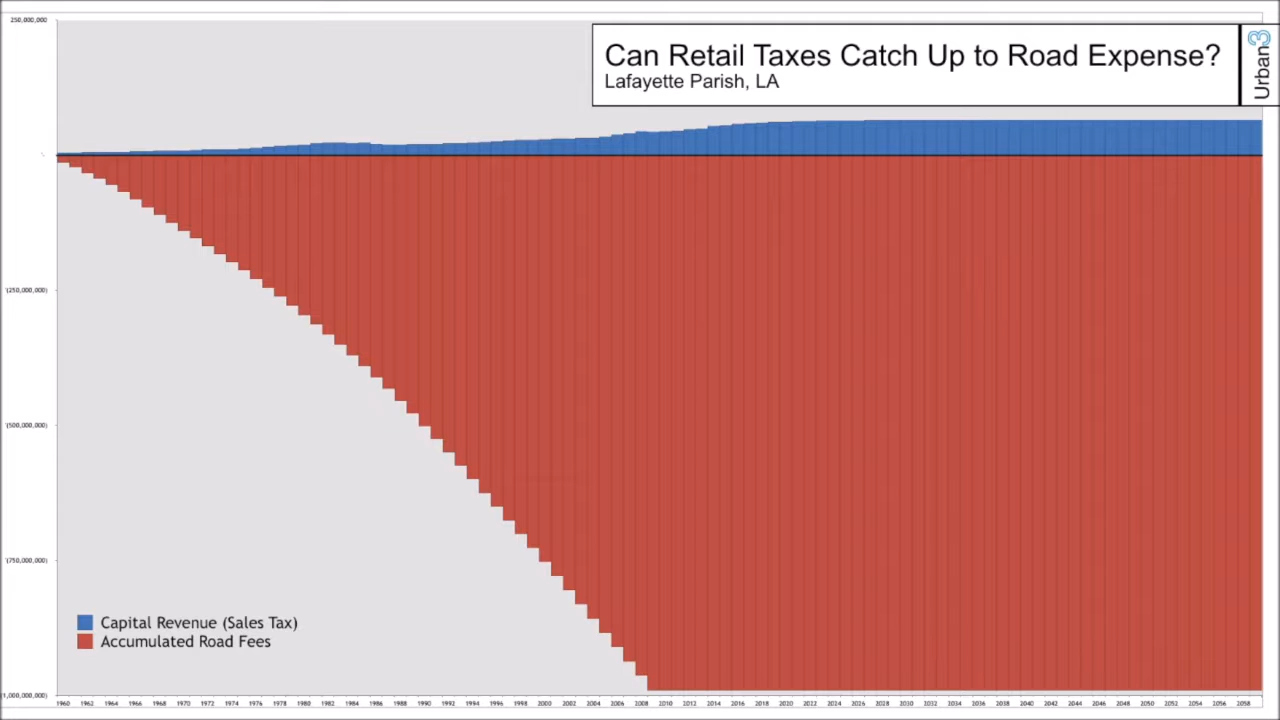 250,000,000
Can Retail Taxes Catch Up to Road Expense?
Lafayette Parish, LA
Urban3
-
(250,000,000)
(500,000,000)
(750,000,000)
Capital Revenue (Sales Tax)
Accumulated Road Fees
(1,000,000,000)
1960 1962 1964 1966 1968 1970 1972 1974 1976 1978 1980 1982 1984 1986 1988 1990 1992 1994 1996 1998 2000 2002 2004 2006 2008 2010 2012 2014 2016 2018 2020 2022 2024 2026 2028 2030 2032 2034 2036 2038 2040 2042 2044 2046 2048 2050 2052 2054 2056 2058